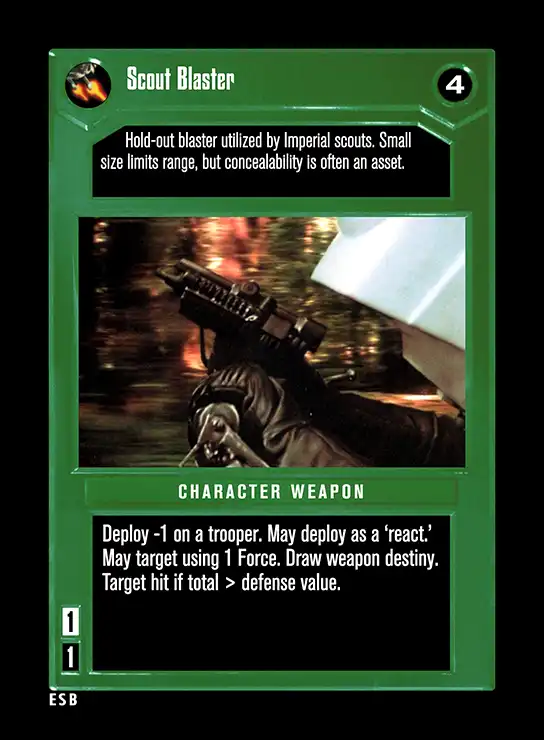 Scout Blaster
4
Hold-out blaster utilized by Imperial scouts. Small
size limits range, but concealability is often an asset.
CHARACTER WEAPON
Deploy -1 on a trooper. May deploy as a ‘react.’
May target using 1 Force. Draw weapon destiny.
Target hit if total > defense value.
1
1
ESB